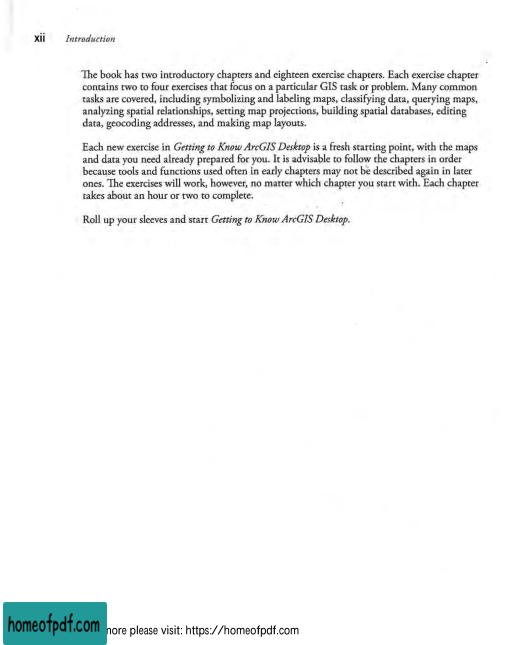 xii Introduction
The book has two introductory chapters and eighteen exercise chapters. Each exercise chapter
contains two to four exercises that focus on a particular GIS task or problem. Many common
tasks are covered, including symbolizing and labeling maps, classifying data, querying maps,
analyzing spatial relationships, setting map projections, building spatial databases, editing
data, geocoding addresses, and making map layouts.
Each new exercise in Getting to Know ArcGIS Desktop is a fresh starting point, with the maps
and data you need already prepared for you. It is advisable to follow the chapters in order
because tools and functions used often in early chapters may not be described again in later
ones. The exercises will work, however, no matter which chapter you start with. Each chapter
takes about an hour or two to complete.
Roll up your sleeves and start Getting to Know ArcGIS Desktop.
homeofpdf.com more please visit: https://homeofpdf.com